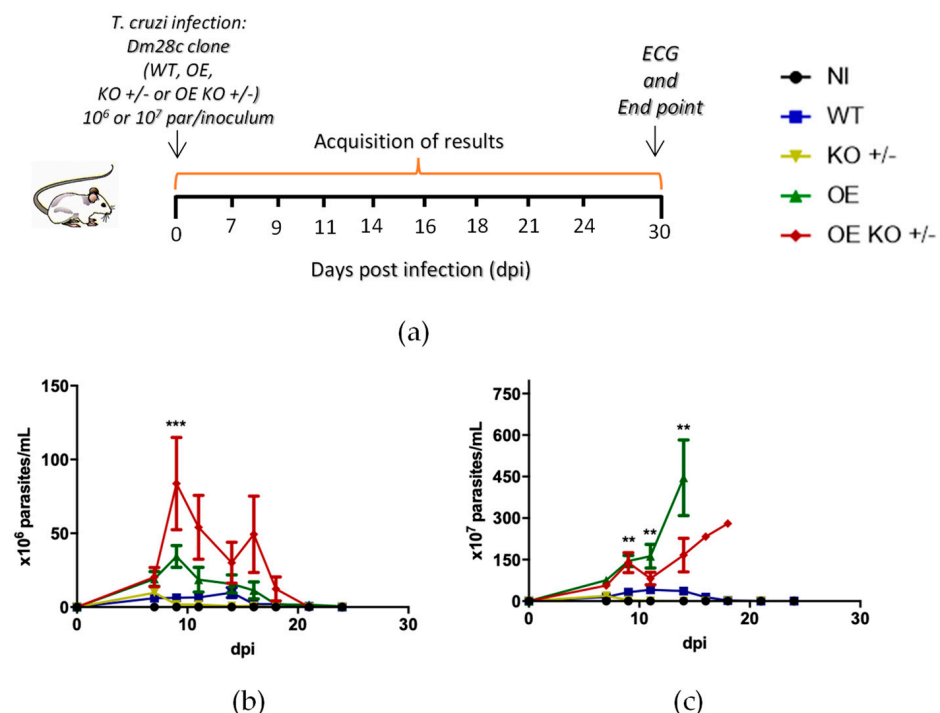 T. cruzi infection:
Dm28c clone
(WT, OE,
KO +/- or OE KO +/-)
10⁶ or 10⁷ par/inoculum
ECG
and
End point
Acquisition of results
0 7 9 11 14 16 18 21 24 30
Days post infection (dpi)
NI
WT
KO +/-
OE
OE KO +/-
(a)
x10⁶ parasites/mL
150
100
50
0
***
0 10 20 30
dpi
(b)
x10⁷ parasites/mL
750
600
450
300
150
0
** ** **
0 10 20 30
dpi
(c)